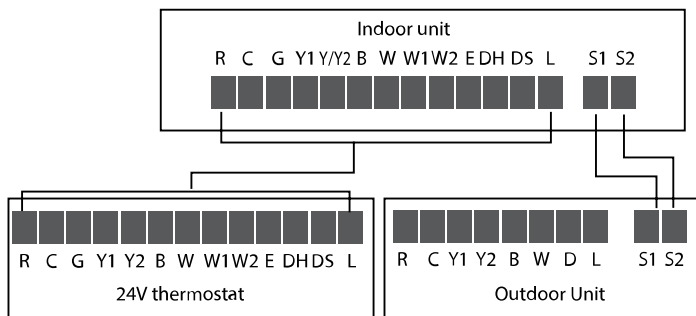 Indoor unit
R C G Y1 Y/Y2 B W W1 W2 E DH DS L S1 S2
R C G Y1 Y2 B W W1 W2 E DH DS L
24V thermostat
R C Y1 Y2 B W D L S1 S2
Outdoor Unit